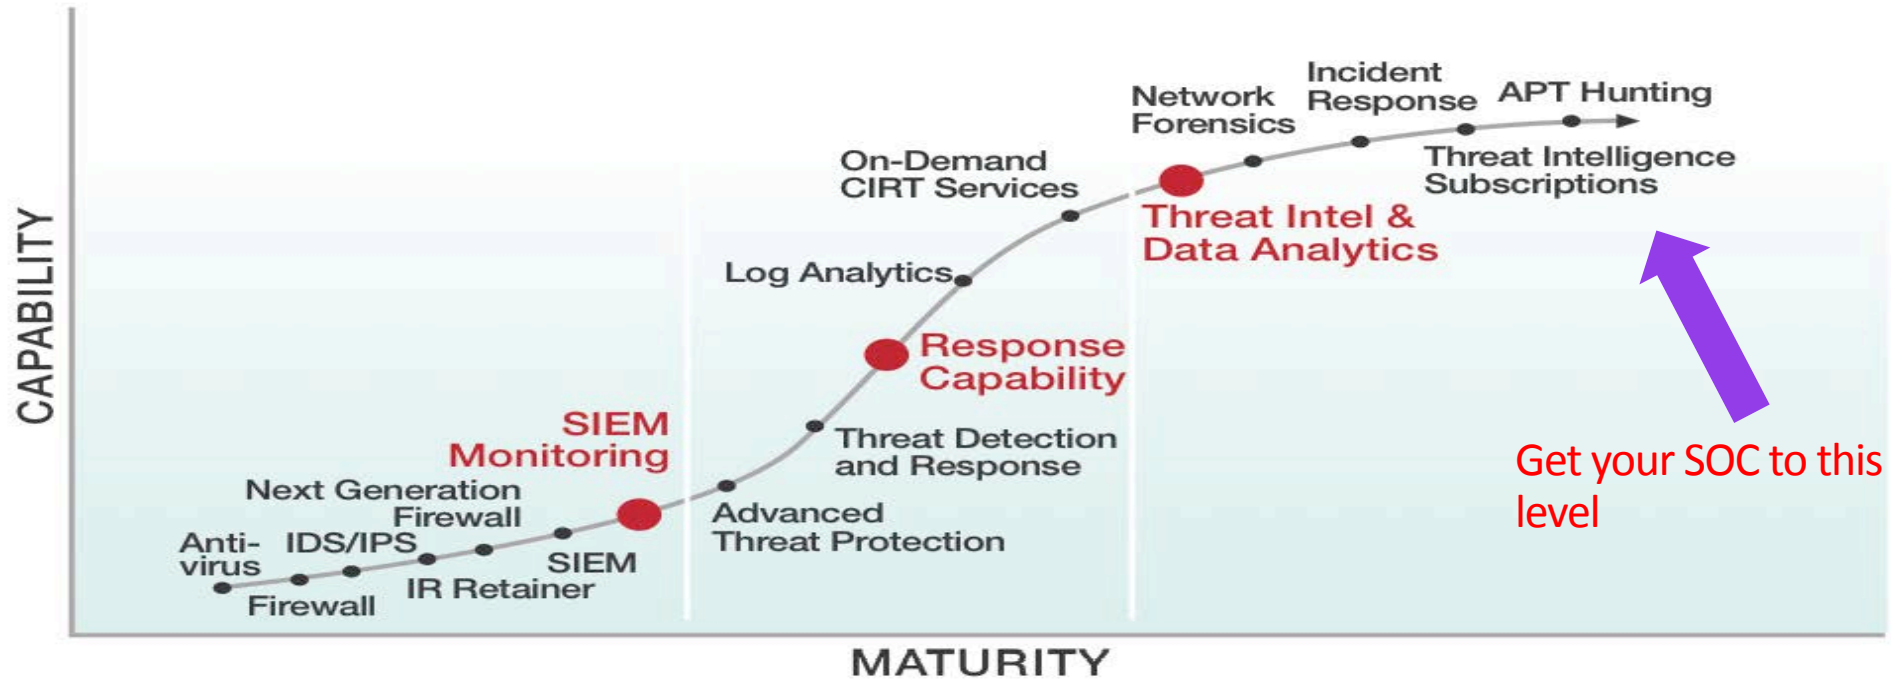 CAPABILITY
Network
Forensics
Incident
Response
APT Hunting
On-Demand
CIRT Services
Threat Intelligence
Subscriptions
Threat Intel &
Data Analytics
Log Analytics
Response
Capability
SIEM
Monitoring
Threat Detection
and Response
Get your SOC to this
level
Next Generation
Firewall
Advanced
Threat Protection
Anti-
virus
IDS/IPS
SIEM
IR Retainer
Firewall
MATURITY